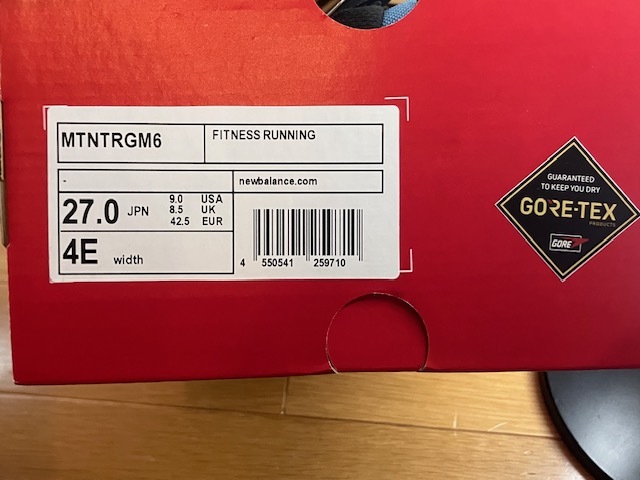 MTNTRGM6
FITNESS RUNNING
-
newbalance.com
27.0 JPN
9.0 USA
8.5 UK
42.5 EUR
4E width
4 550541 259710
GUARANTEED
TO KEEP YOU DRY
GORE-TEX
PRODUCTS
GORE